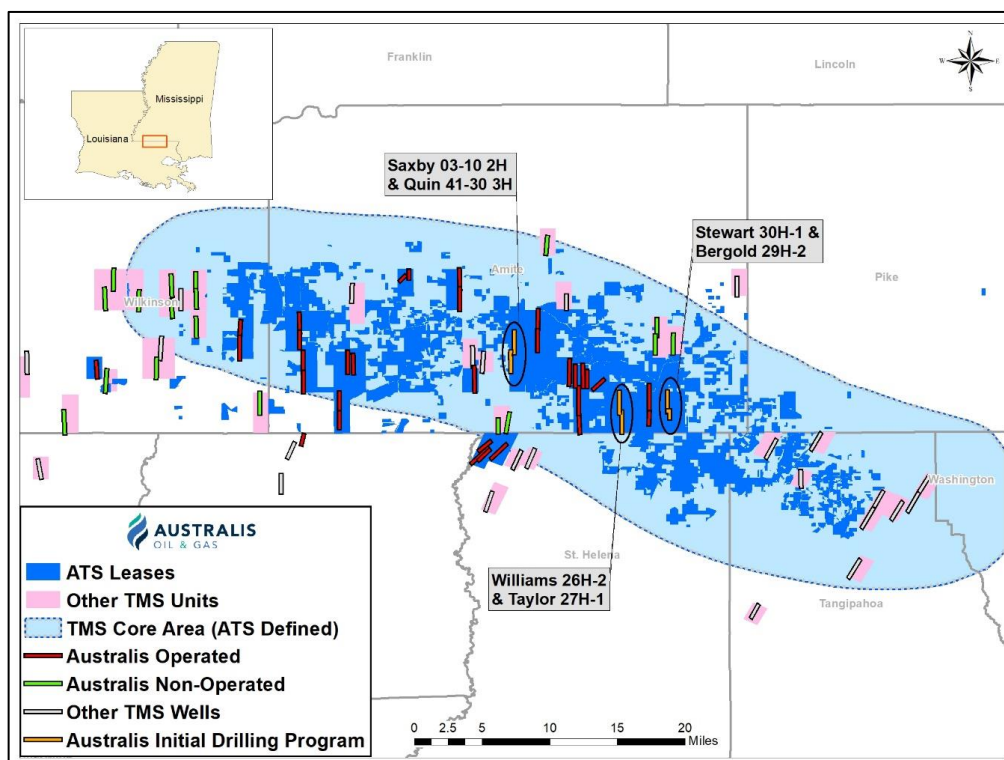 Franklin
Lincoln
N
W
E
S
Mississippi
Louisiana
Saxby 03-10 2H
& Quin 41-30 3H
Stewart 30H-1 &
Bergold 29H-2
Amite
Pike
Wilkinson
Washington
St. Helena
Tangipahoa
Williams 26H-2
& Taylor 27H-1
AUSTRALIS
OIL & GAS
ATS Leases
Other TMS Units
TMS Core Area (ATS Defined)
Australis Operated
Australis Non-Operated
Other TMS Wells
Australis Initial Drilling Program
0 2.5 5 10 15 20
Miles